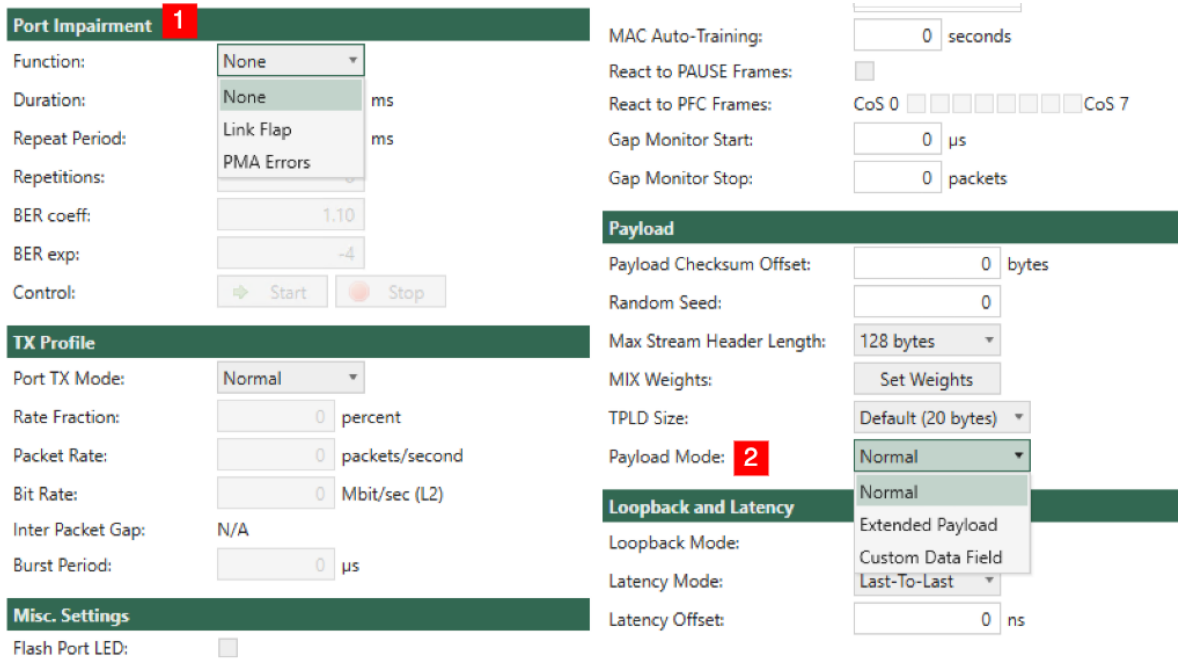 Port Impairment 1
Function: None
Duration: None ms
Link Flap
Repeat Period: ms
PMA Errors
Repetitions:
BER coeff: 1.10
BER exp: -4
Control: Start Stop
TX Profile
Port TX Mode: Normal
Rate Fraction: 0 percent
Packet Rate: 0 packets/second
Bit Rate: 0 Mbit/sec (L2)
Inter Packet Gap: N/A
Burst Period: 0 µs
Misc. Settings
Flash Port LED:
MAC Auto-Training: 0 seconds
React to PAUSE Frames:
React to PFC Frames: CoS 0 CoS 7
Gap Monitor Start: 0 µs
Gap Monitor Stop: 0 packets
Payload
Payload Checksum Offset: 0 bytes
Random Seed: 0
Max Stream Header Length: 128 bytes
MIX Weights: Set Weights
TPLD Size: Default (20 bytes)
Payload Mode: 2 Normal
Normal
Loopback and Latency
Extended Payload
Loopback Mode:
Custom Data Field
Latency Mode: Last-To-Last
Latency Offset: 0 ns